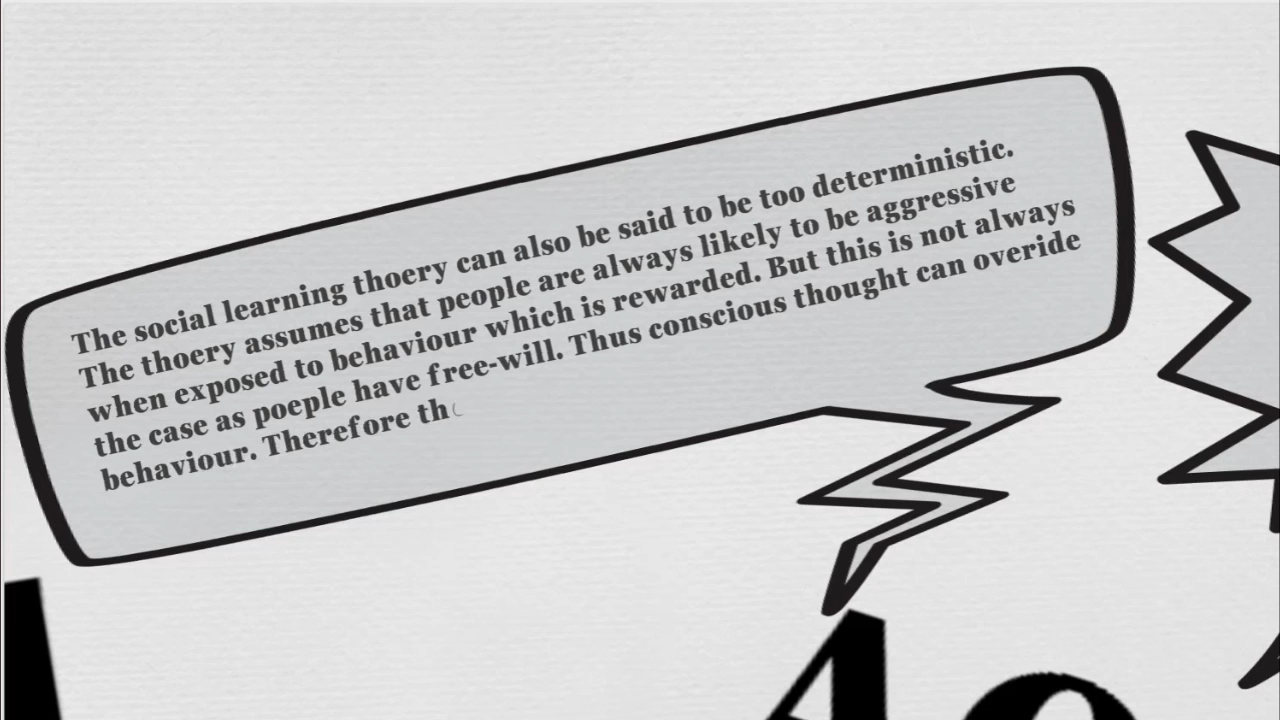 The social learning thoery can also be said to be too deterministic.
The thoery assumes that people are always likely to be aggressive
when exposed to behaviour which is rewarded. But this is not always
the case as poeple have free-will. Thus conscious thought can overide
behaviour. Therefore th